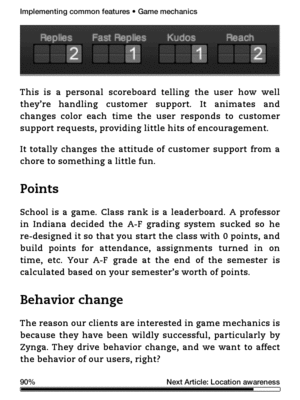 Implementing common features • Game mechanics
Replies Fast Replies Kudos Reach
2 1 1 2
This is a personal scoreboard telling the user how well
they're handling customer support. It animates and
changes color each time the user responds to customer
support requests, providing little hits of encouragement.
It totally changes the attitude of customer support from a
chore to something a little fun.
Points
School is a game. Class rank is a leaderboard. A professor
in Indiana decided the A-F grading system sucked so he
re-designed it so that you start the class with 0 points, and
build points for attendance, assignments turned in on
time, etc. Your A-F grade at the end of the semester is
calculated based on your semester's worth of points.
Behavior change
The reason our clients are interested in game mechanics is
because they have been wildly successful, particularly by
Zynga. They drive behavior change, and we want to affect
the behavior of our users, right?
90% Next Article: Location awareness